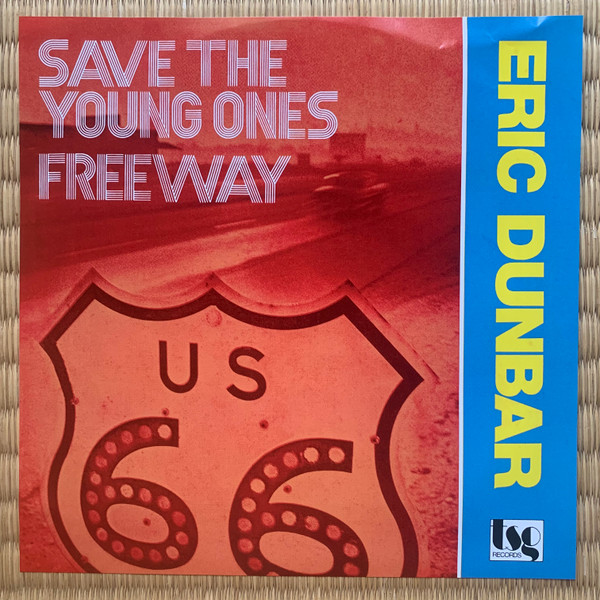 SAVE THE
YOUNG ONES
FREEWAY
US
66
ERIC DUNBAR
tsg
RECORDS